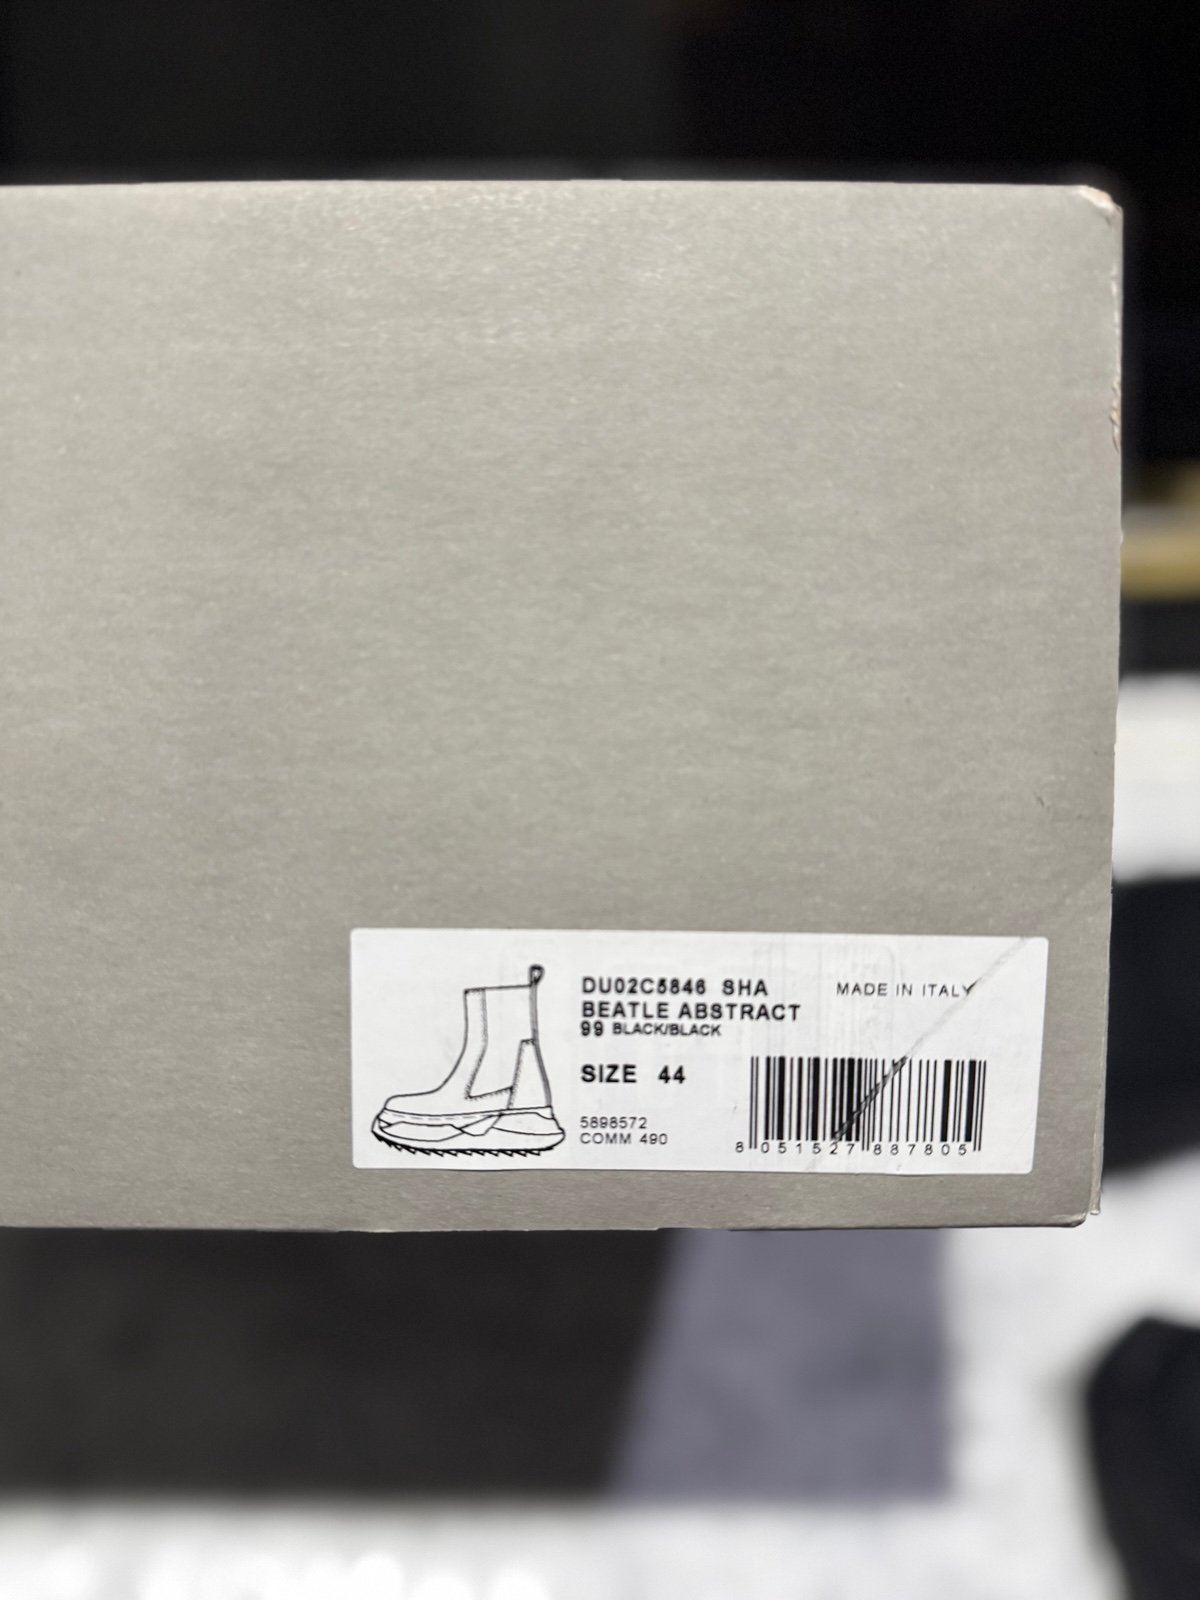 DU02C5846 SHA
BEATLE ABSTRACT
99 BLACK/BLACK
MADE IN ITALY
SIZE 44
5898572
COMM 490
8 051527 887805